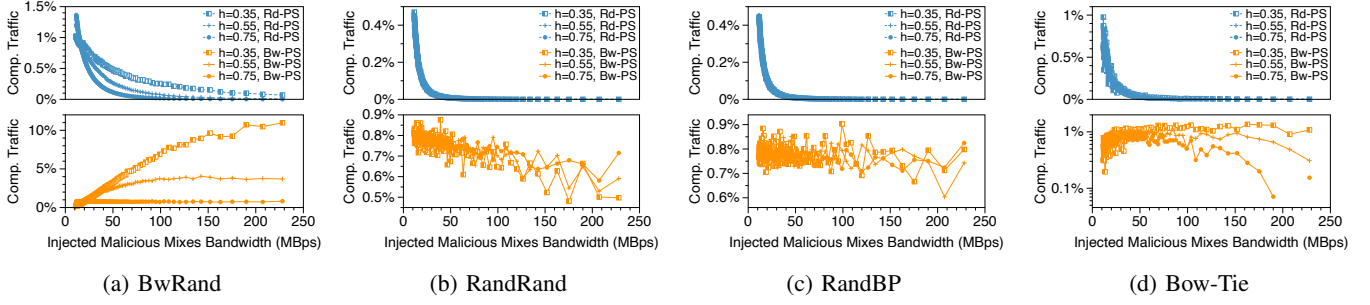 Comp. Traffic
1.5%
1%
0.5%
0%
h=0.35, Rd-PS
h=0.55, Rd-PS
h=0.75, Rd-PS
h=0.35, Bw-PS
h=0.55, Bw-PS
h=0.75, Bw-PS
Comp. Traffic
10%
5%
0%
0 50 100 150 200 250
Injected Malicious Mixes Bandwidth (MBps)
(a) BwRand
Comp. Traffic
0.4%
0.2%
0%
h=0.35, Rd-PS
h=0.55, Rd-PS
h=0.75, Rd-PS
h=0.35, Bw-PS
h=0.55, Bw-PS
h=0.75, Bw-PS
Comp. Traffic
0.9%
0.8%
0.7%
0.6%
0.5%
0 50 100 150 200 250
Injected Malicious Mixes Bandwidth (MBps)
(b) RandRand
Comp. Traffic
0.4%
0.2%
0%
h=0.35, Rd-PS
h=0.55, Rd-PS
h=0.75, Rd-PS
h=0.35, Bw-PS
h=0.55, Bw-PS
h=0.75, Bw-PS
Comp. Traffic
0.9%
0.8%
0.7%
0.6%
0 50 100 150 200 250
Injected Malicious Mixes Bandwidth (MBps)
(c) RandBP
Comp. Traffic
1%
0.5%
0%
h=0.35, Rd-PS
h=0.55, Rd-PS
h=0.75, Rd-PS
h=0.35, Bw-PS
h=0.55, Bw-PS
h=0.75, Bw-PS
Comp. Traffic
1%
0.1%
0 50 100 150 200 250
Injected Malicious Mixes Bandwidth (MBps)
(d) Bow-Tie